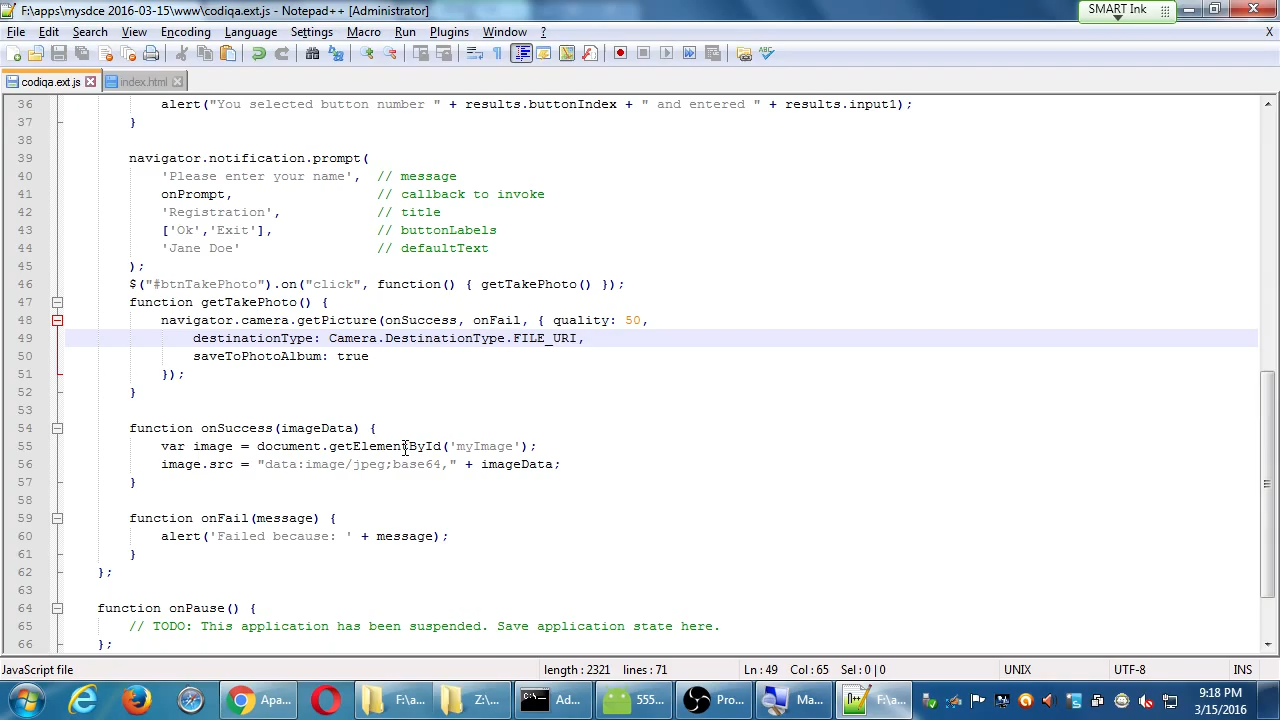 F:\apps\mysdce 2016-03-15\www\codiqa.ext.js - Notepad++ [Administrator]
SMART Ink
File Edit Search View Encoding Language Settings Macro Run Plugins Window ? X
codiqa.ext.js index.html
36 alert("You selected button number " + results.buttonIndex + " and entered " + results.input1);
37 }
38
39 navigator.notification.prompt(
40 'Please enter your name', // message
41 onPrompt, // callback to invoke
42 'Registration', // title
43 ['Ok','Exit'], // buttonLabels
44 'Jane Doe' // defaultText
45 );
46 $("#btnTakePhoto").on("click", function() { getTakePhoto() });
47 function getTakePhoto() {
48 navigator.camera.getPicture(onSuccess, onFail, { quality: 50,
49 destinationType: Camera.DestinationType.FILE_URI,
50 saveToPhotoAlbum: true
51 });
52 }
53
54 function onSuccess(imageData) {
55 var image = document.getElementById('myImage');
56 image.src = "data:image/jpeg;base64," + imageData;
57 }
58
59 function onFail(message) {
60 alert('Failed because: ' + message);
61 }
62 };
63
64 function onPause() {
65 // TODO: This application has been suspended. Save application state here.
66 };
JavaScript file length : 2321 lines : 71 Ln : 49 Col : 65 Sel : 0 | 0 UNIX UTF-8 INS
Apa... F:\a... Z:\... Ad... 555... Pro... Ma... F:\a... 9:18 PM
3/15/2016